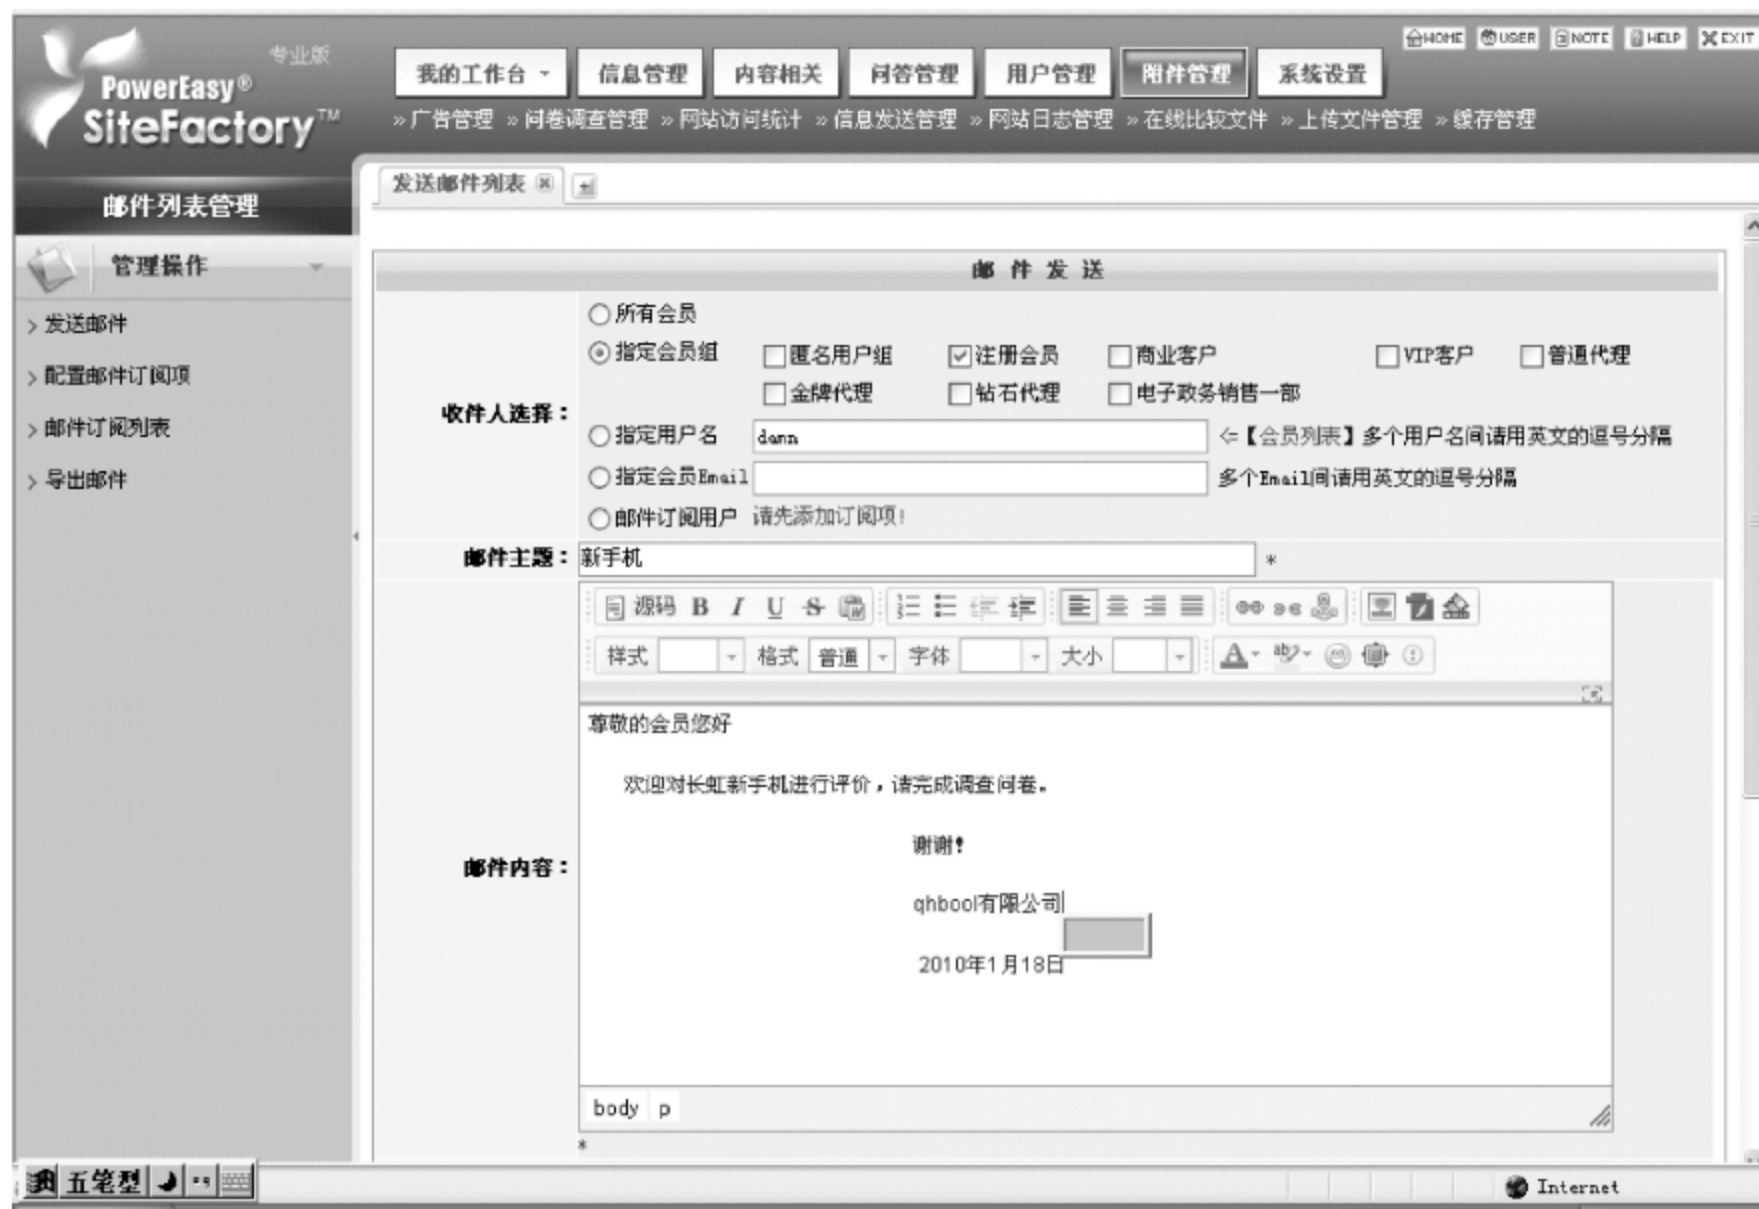 专业版
PowerEasy®
SiteFactory™
HOME USER NOTE HELP EXIT
我的工作台 信息管理 内容相关 问答管理 用户管理 附件管理 系统设置
» 广告管理 » 问卷调查管理 » 网站访问统计 » 信息发送管理 » 网站日志管理 » 在线比较文件 » 上传文件管理 » 缓存管理
邮件列表管理
管理操作
> 发送邮件
> 配置邮件订阅项
> 邮件订阅列表
> 导出邮件
发送邮件列表
邮件发送
收件人选择：
所有会员
指定会员组 匿名用户组 注册会员 商业客户 VIP客户 普通代理
金牌代理 钻石代理 电子政务销售一部
指定用户名 dann <=【会员列表】多个用户名间请用英文的逗号分隔
指定会员Email 多个Email间请用英文的逗号分隔
邮件订阅用户 请先添加订阅项!
邮件主题： 新手机 *
源码 B I U S
样式 格式 普通 字体 大小 A ab
邮件内容：
尊敬的会员您好
欢迎对长虹新手机进行评价，请完成调查问卷。
谢谢!
qhbool有限公司
2010年1月18日
body p
*
五笔型
Internet